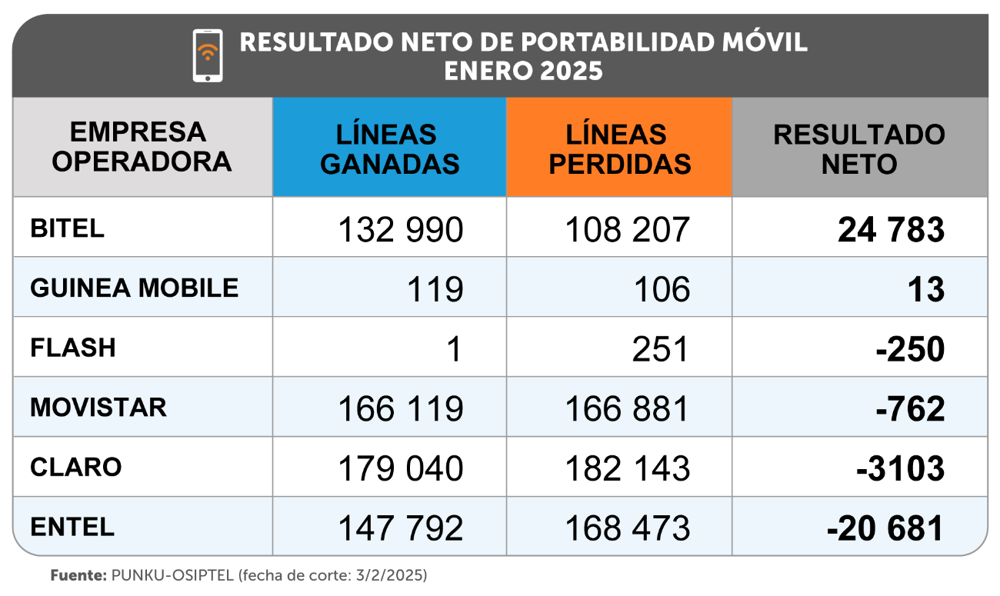 RESULTADO NETO DE PORTABILIDAD MÓVIL
ENERO 2025
EMPRESA OPERADORA LÍNEAS GANADAS LÍNEAS PERDIDAS RESULTADO NETO
BITEL 132 990 108 207 24 783
GUINEA MOBILE 119 106 13
FLASH 1 251 -250
MOVISTAR 166 119 166 881 -762
CLARO 179 040 182 143 -3103
ENTEL 147 792 168 473 -20 681
Fuente: PUNKU-OSIPTEL (fecha de corte: 3/2/2025)